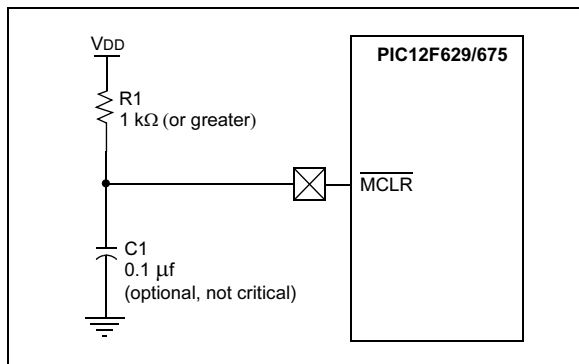 VDD
PIC12F629/675
R1
1 kΩ (or greater)
MCLR
C1
0.1 μf
(optional, not critical)